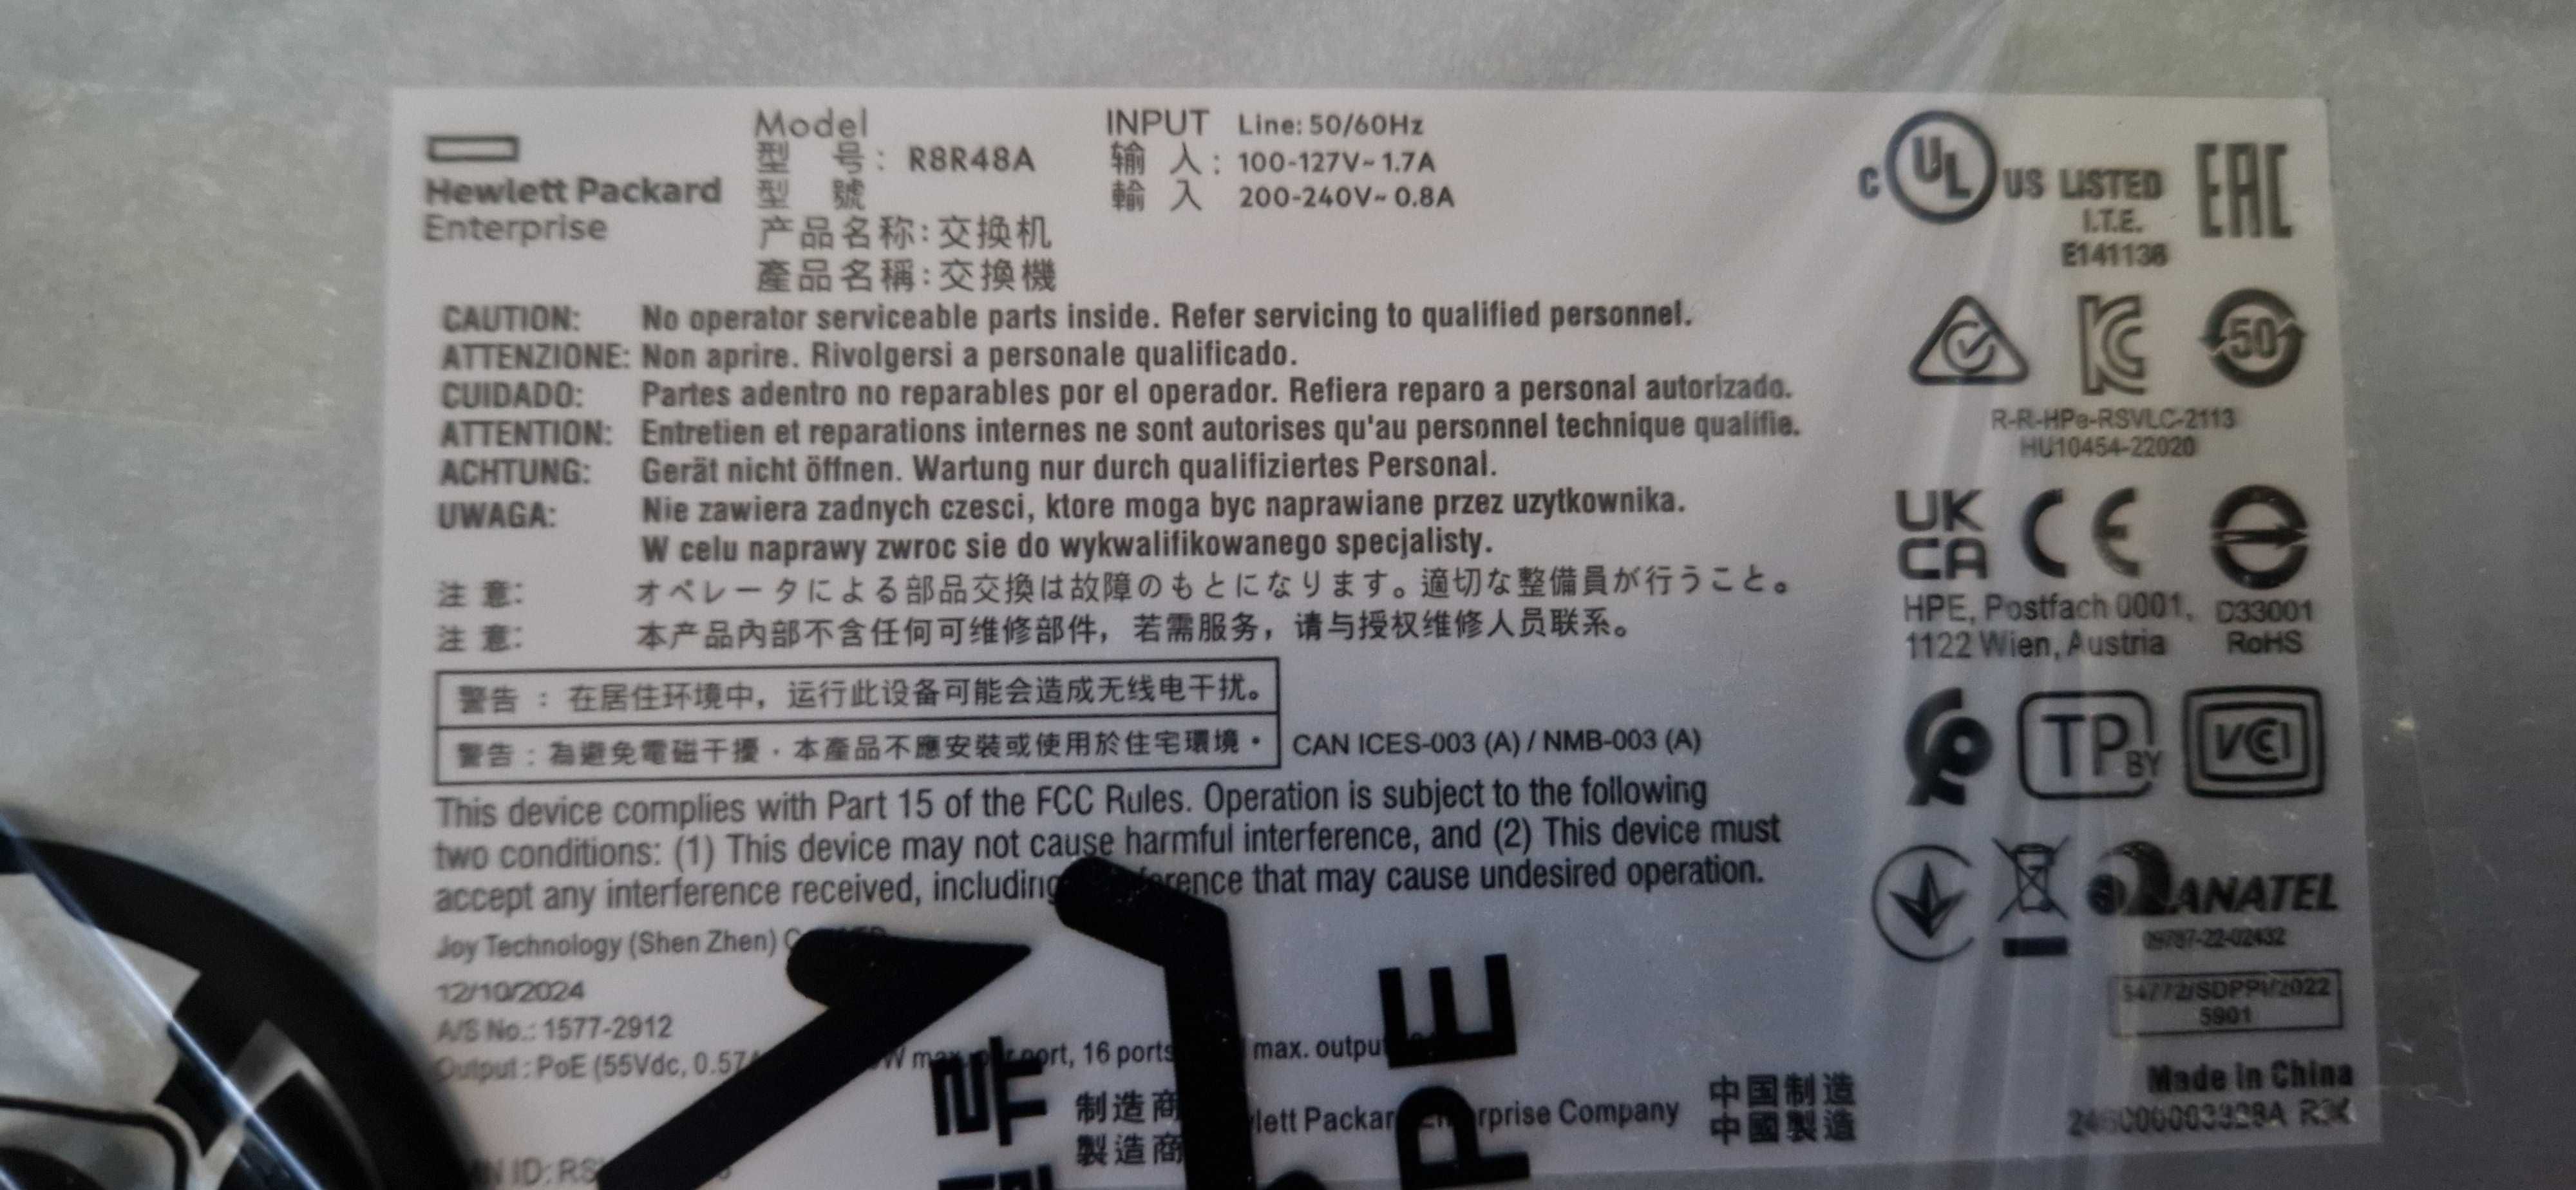 Hewlett Packard
Enterprise
Model
型 号: R8R48A
型 號
产品名称:交换机
產品名稱:交換機
INPUT Line: 50/60Hz
输 入: 100-127V~ 1.7A
輸 入 200-240V~ 0.8A
CAUTION: No operator serviceable parts inside. Refer servicing to qualified personnel.
ATTENZIONE: Non aprire. Rivolgersi a personale qualificado.
CUIDADO: Partes adentro no reparables por el operador. Refiera reparo a personal autorizado.
ATTENTION: Entretien et reparations internes ne sont autorises qu'au personnel technique qualifie.
ACHTUNG: Gerät nicht öffnen. Wartung nur durch qualifiziertes Personal.
UWAGA: Nie zawiera zadnych czesci, ktore moga byc naprawiane przez uzytkownika.
W celu naprawy zwroc sie do wykwalifikowanego specjalisty.
注 意: オペレータによる部品交換は故障のもとになります。適切な整備員が行うこと。
注 意: 本产品内部不含任何可维修部件，若需服务，请与授权维修人员联系。
警告 : 在居住环境中，运行此设备可能会造成无线电干扰。
警告 : 為避免電磁干擾，本產品不應安裝或使用於住宅環境。
CAN ICES-003 (A) / NMB-003 (A)
This device complies with Part 15 of the FCC Rules. Operation is subject to the following
two conditions: (1) This device may not cause harmful interference, and (2) This device must
accept any interference received, including that may cause undesired operation.
Joy Technology (Shen Zhen)
12/10/2024
A/S No.: 1577-2912
Output : PoE (55Vdc, port, 16 ports max.
制造商
製造商
Enterprise Company
中国制造
中國製造
C UL US LISTED
I.T.E.
E141136
EAC
50
R-R-HPe-RSVLC-2113
HU10454-22020
UK
CA
CE
HPE, Postfach 0001,
1122 Wien, Austria
D33001
RoHS
TP BY
VCI
ANATEL
09787-22-02432
54772/SDPPI/2022
5901
Made in China